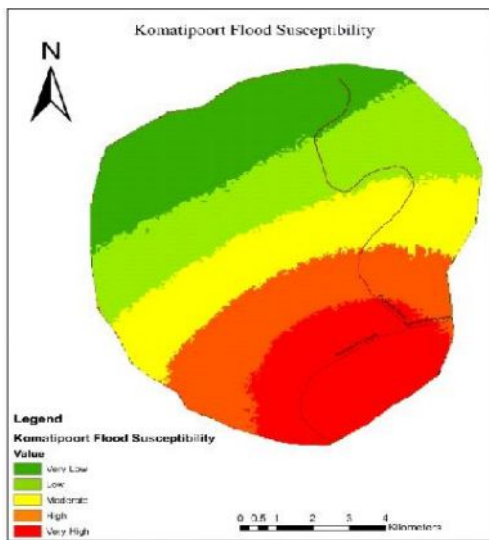 Komatipoort Flood Susceptibility
N
Legend
Komatipoort Flood Susceptibility
Value
Very Low
Low
Moderate
High
Very High
0 0.5 1 2 3 4
Kilometers